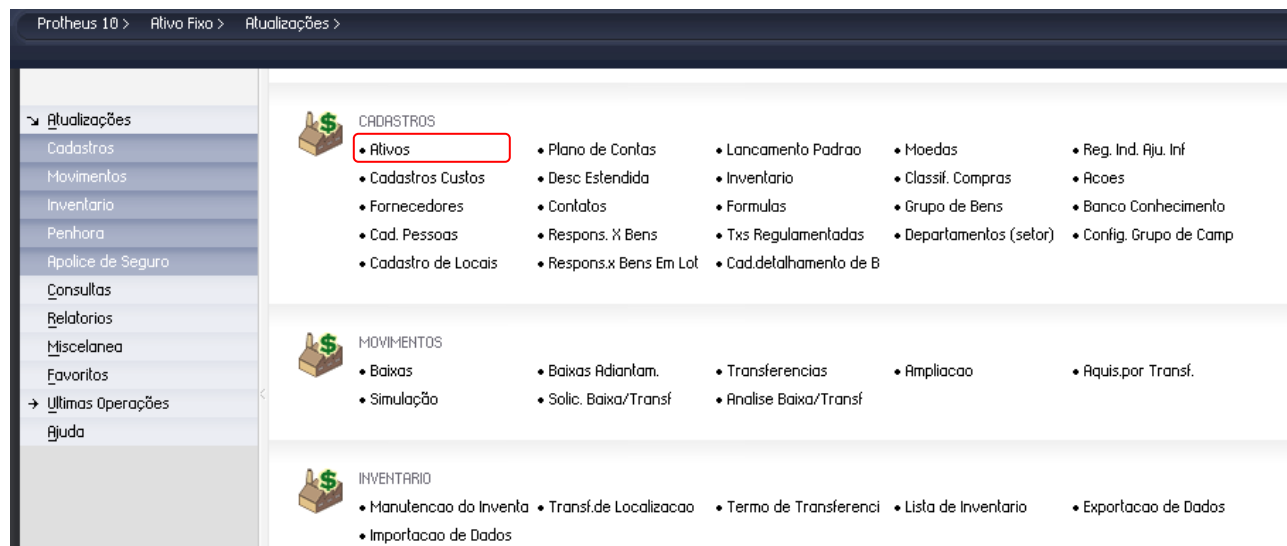 Protheus 10 > Ativo Fixo > Atualizações >
Atualizações
Cadastros
Movimentos
Inventario
Penhora
Apolice de Seguro
Consultas
Relatorios
Miscelanea
Favoritos
Ultimas Operações
Ajuda
CADASTROS
• Ativos • Plano de Contas • Lancamento Padrao • Moedas • Reg. Ind. Aju. Inf
• Cadastros Custos • Desc Estendida • Inventario • Classif. Compras • Acoes
• Fornecedores • Contatos • Formulas • Grupo de Bens • Banco Conhecimento
• Cad. Pessoas • Respons. X Bens • Txs Regulamentadas • Departamentos (setor) • Config. Grupo de Camp
• Cadastro de Locais • Respons.x Bens Em Lot • Cad.detalhamento de B
MOVIMENTOS
• Baixas • Baixas Adiantam. • Transferencias • Ampliacao • Aquis.por Transf.
• Simulação • Solic. Baixa/Transf • Analise Baixa/Transf
INVENTARIO
• Manutencao do Inventa • Transf.de Localizacao • Termo de Transferenci • Lista de Inventario • Exportacao de Dados
• Importacao de Dados